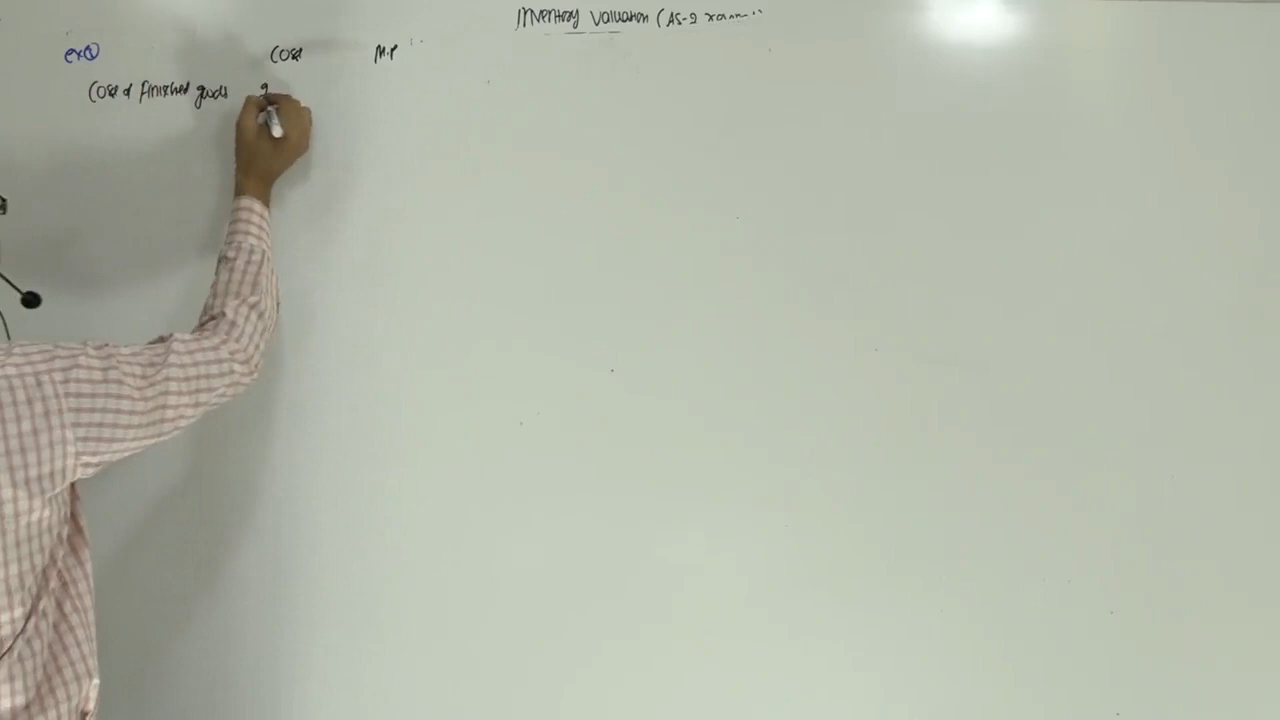 Inventory Valuation (AS-2
ex①
Cost M.P
Cost of Finished goods